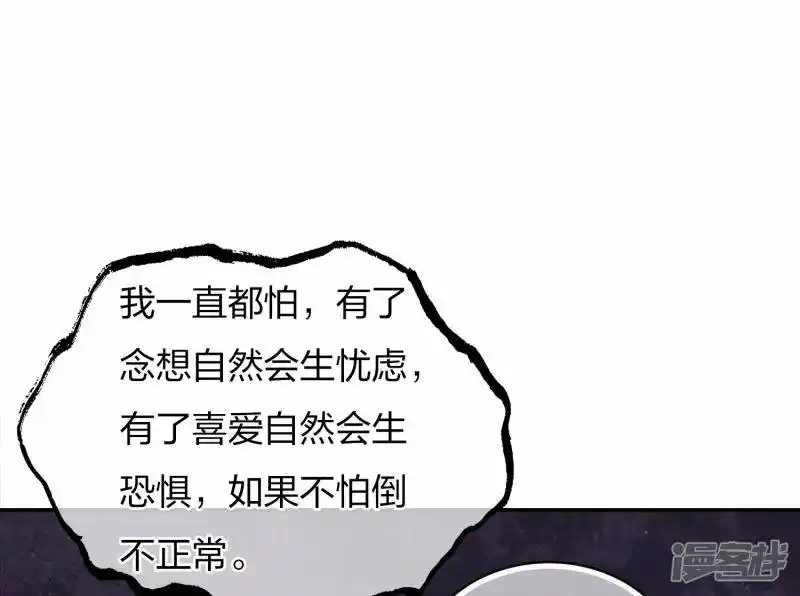 我一直都怕，有了
念想自然会生忧虑，
有了喜爱自然会生
恐惧，如果不怕倒
不正常。
漫客栈